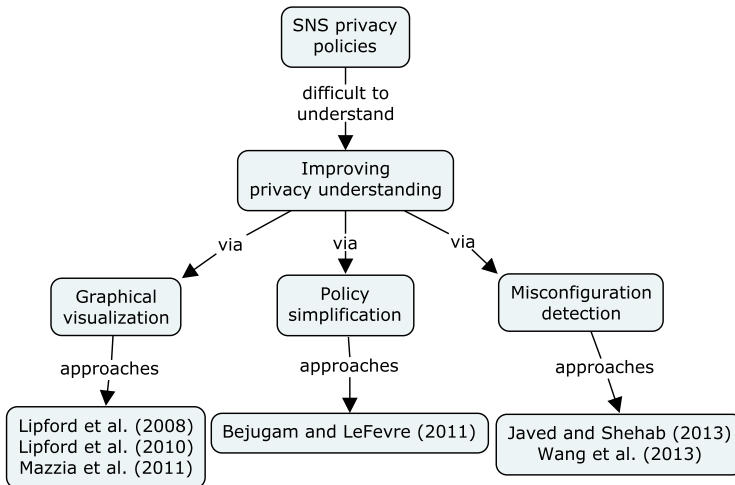 SNS privacy
policies
difficult to
understand
Improving
privacy understanding
via
via
via
Graphical
visualization
Policy
simplification
Misconfiguration
detection
approaches
approaches
approaches
Lipford et al. (2008)
Lipford et al. (2010)
Mazzia et al. (2011)
Bejugam and LeFevre (2011)
Javed and Shehab (2013)
Wang et al. (2013)